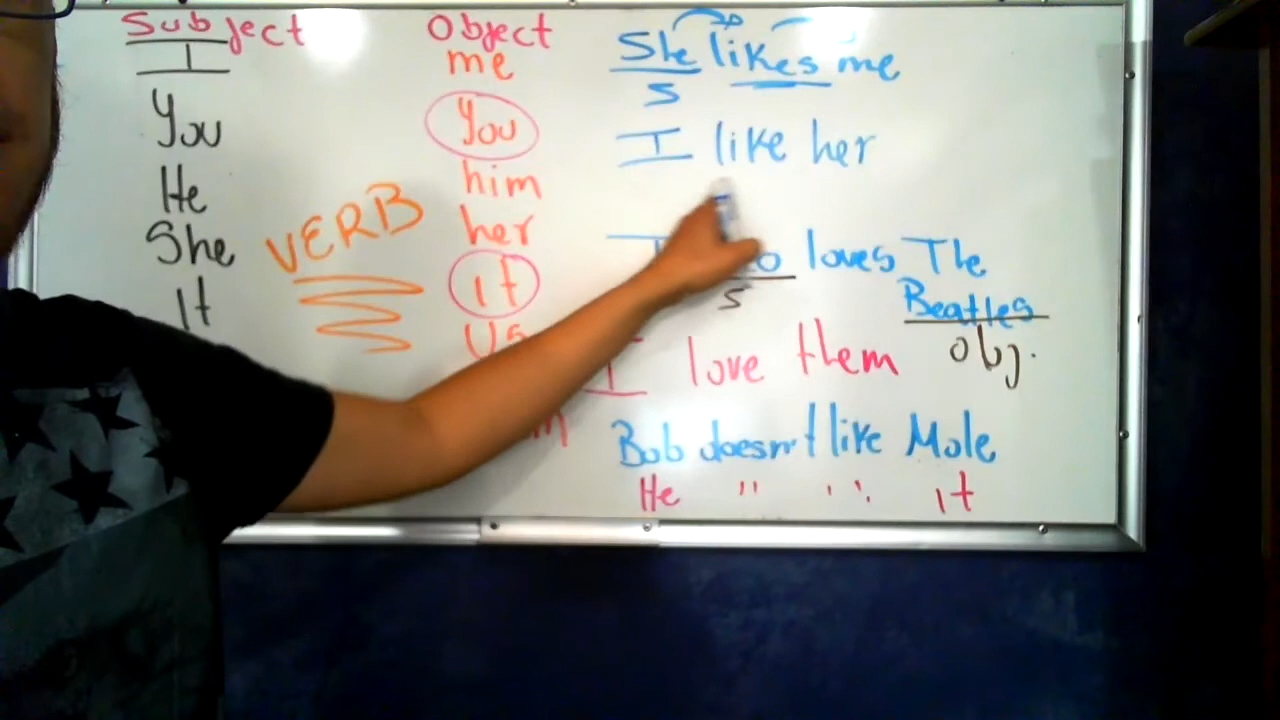 Subject
I
You
He
She
It
VERB
Object
me
You
him
her
it
us
She likes me
S
I like her
loves The
Beatles
S
obj.
I love them
Bob doesn't like Mole
He " " it